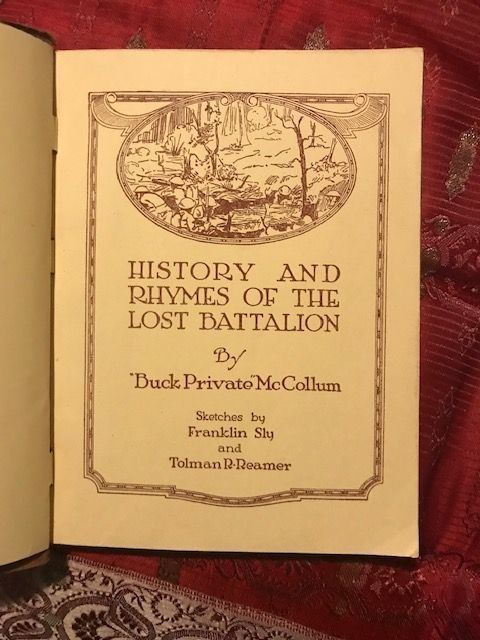 HISTORY AND
RHYMES OF THE
LOST BATTALION
By
"Buck Private" McCollum
Sketches by
Franklin Sly
and
Tolman R. Reamer